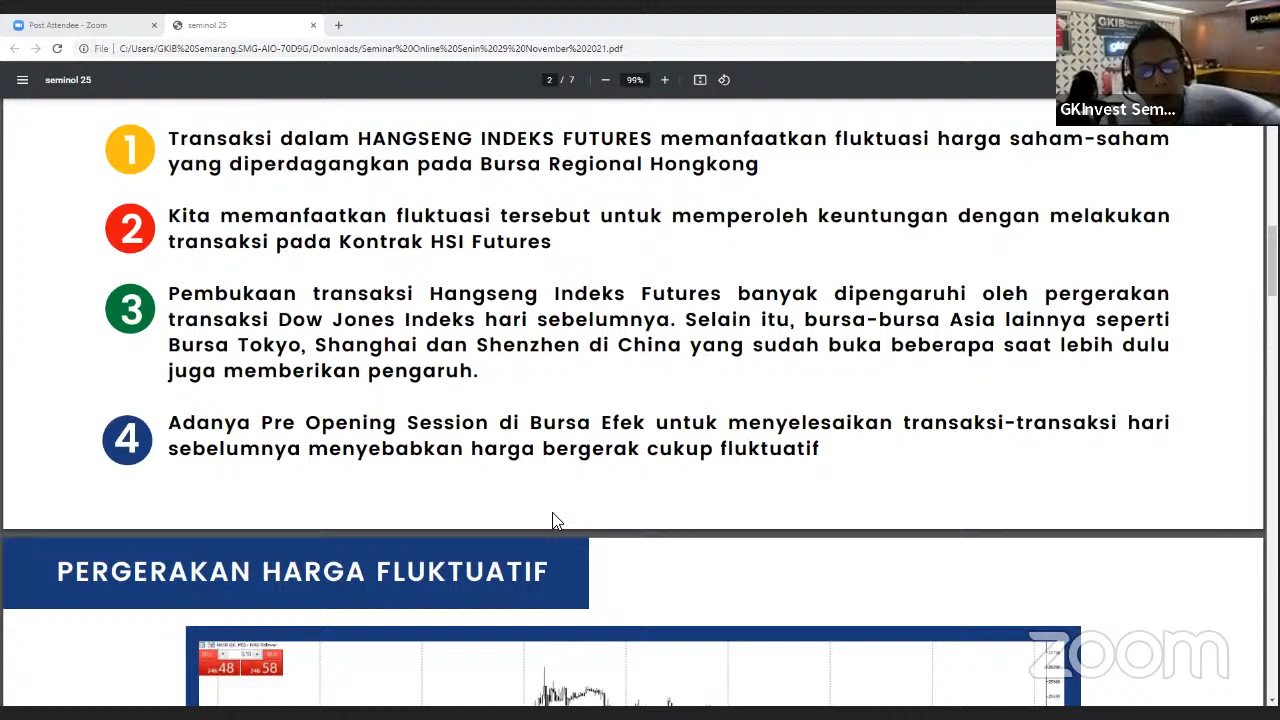 Post Attendee - Zoom
seminol 25
File | C:/Users/GKIB%20Semarang.SMG-AIO-70D9G/Downloads/Seminar%20Online%20Senin%2029%20November%202021.pdf
seminol 25
2 / 7
99%
GKIB
GKInvest Sem...
1
Transaksi dalam HANGSENG INDEKS FUTURES memanfaatkan fluktuasi harga saham-saham
yang diperdagangkan pada Bursa Regional Hongkong
2
Kita memanfaatkan fluktuasi tersebut untuk memperoleh keuntungan dengan melakukan
transaksi pada Kontrak HSI Futures
3
Pembukaan transaksi Hangseng Indeks Futures banyak dipengaruhi oleh pergerakan
transaksi Dow Jones Indeks hari sebelumnya. Selain itu, bursa-bursa Asia lainnya seperti
Bursa Tokyo, Shanghai dan Shenzhen di China yang sudah buka beberapa saat lebih dulu
juga memberikan pengaruh.
4
Adanya Pre Opening Session di Bursa Efek untuk menyelesaikan transaksi-transaksi hari
sebelumnya menyebabkan harga bergerak cukup fluktuatif
PERGERAKAN HARGA FLUKTUATIF
SELL
BUY
246 48
246 58
zoom